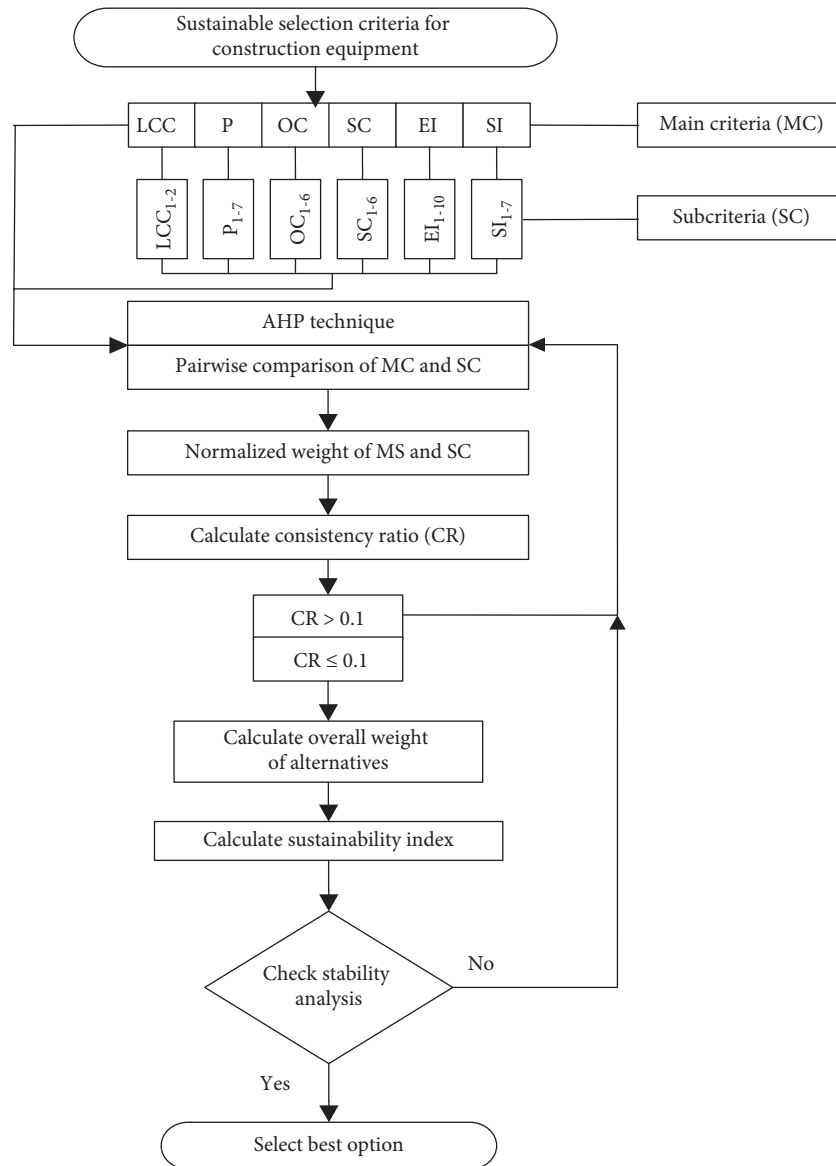 Sustainable selection criteria for
construction equipment
LCC P OC SC EI SI
Main criteria (MC)
LCC1-2 P1-7 OC1-6 SC1-6 EI1-10 SI1-7
Subcriteria (SC)
AHP technique
Pairwise comparison of MC and SC
Normalized weight of MS and SC
Calculate consistency ratio (CR)
CR > 0.1
CR ≤ 0.1
Calculate overall weight
of alternatives
Calculate sustainability index
Check stability
analysis
No
Yes
Select best option